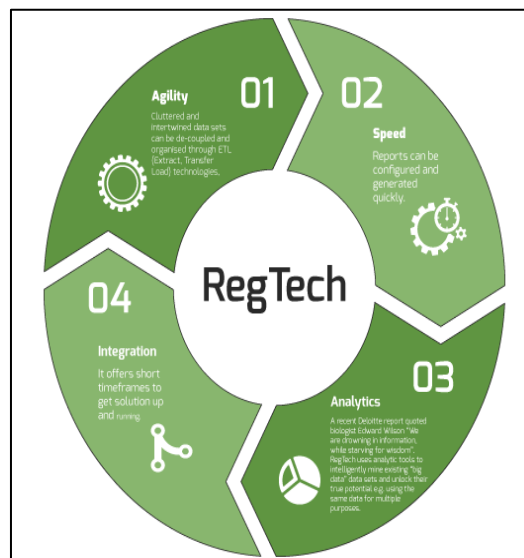 01
Agility
Cluttered and
intertwined data sets
can be de-coupled and
organised through ETL
(Extract, Transfer
Load) technologies,
02
Speed
Reports can be
configured and
generated
quickly.
RegTech
03
Analytics
A recent Deloitte report quoted
biologist Edward Wilson "We
are drowning in information,
while starving for wisdom".
RegTech uses analytic tools to
intelligently mine existing "big
data" data sets and unlock their
true potential e.g. using the
same data for multiple
purposes.
04
Integration
It offers short
timeframes to
get solution up
and running.